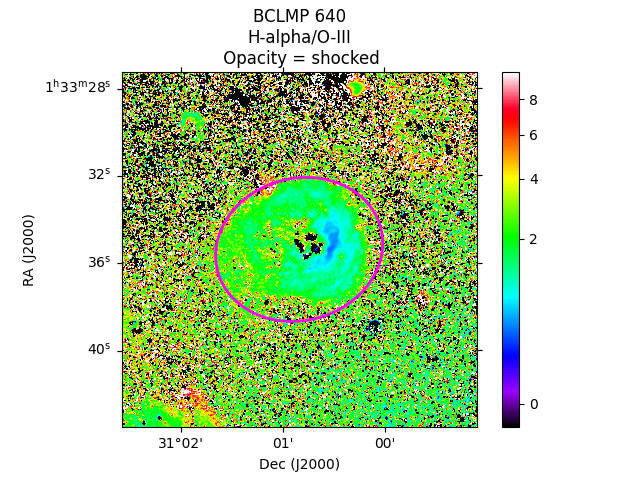 BCLMP 640
H-alpha/O-III
Opacity = shocked
1ʰ33ᵐ28ˢ
32ˢ
36ˢ
40ˢ
RA (J2000)
31°02'
01'
00'
Dec (J2000)
8
6
4
2
0